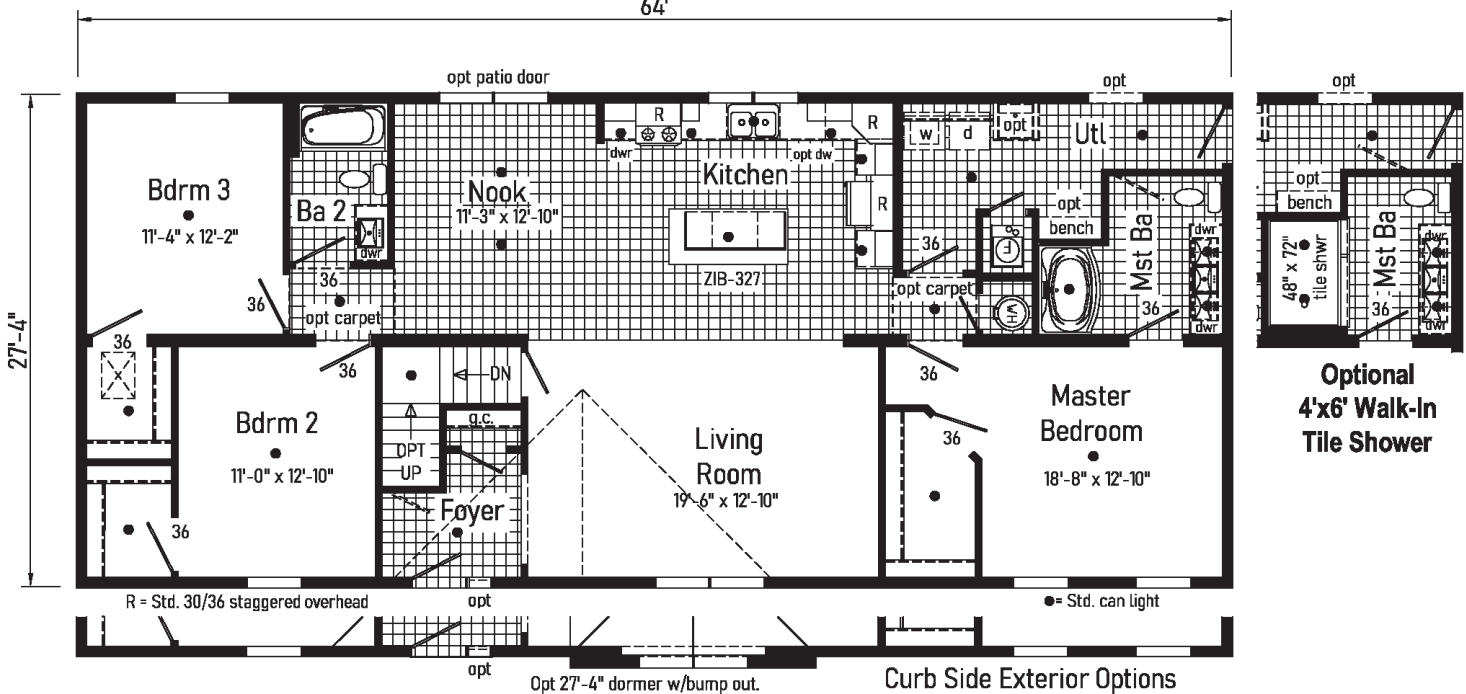 64'
opt patio door
opt
opt
R
R
w
d
opt
Utl
dwr
opt dw
Bdrm 3
11'-4" x 12'-2"
Ba 2
dwr
Nook
11'-3" x 12'-10"
Kitchen
R
ZIB-327
opt
bench
36
F
Mst Ba
dwr
dwr
36
opt
bench
48" x 72"
tile shwr
Mst Ba
dwr
dwr
36
27'-4"
36
36
opt carpet
opt carpet
WH
36
x
36
DN
g.c.
OPT
UP
Bdrm 2
11'-0" x 12'-10"
36
Foyer
Living
Room
19'-6" x 12'-10"
36
36
Master
Bedroom
18'-8" x 12'-10"
Optional
4'x6' Walk-In
Tile Shower
R = Std. 30/36 staggered overhead
opt
●= Std. can light
opt
Opt 27'-4" dormer w/bump out.
Curb Side Exterior Options